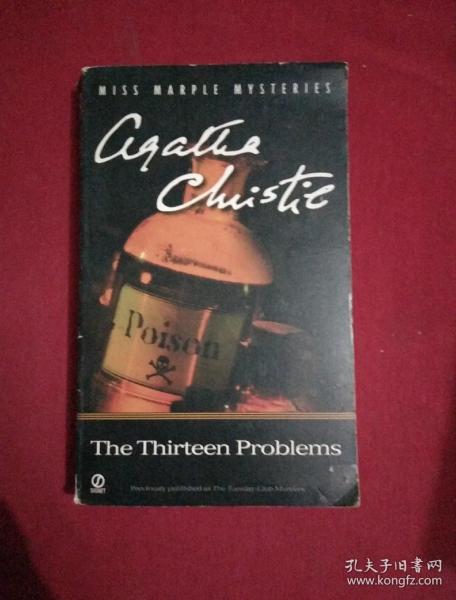 MISS MARPLE MYSTERIES
Agatha
Christie
Poison
The Thirteen Problems
SIGNET
Previously published as The Tuesday Club Murders
孔夫子旧书网
www.kongfz.com